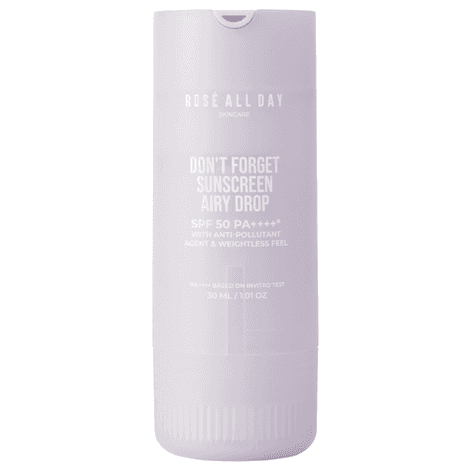 ROSÉ ALL DAY
SKINCARE
DON'T FORGET
SUNSCREEN
AIRY DROP
SPF 50 PA++++*
WITH ANTI-POLLUTANT
AGENT & WEIGHTLESS FEEL
*PA++++ BASED ON INVITRO TEST
30 ML / 1.01 OZ